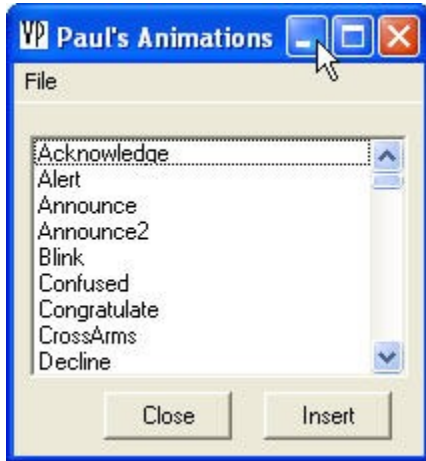 VP Paul's Animations
File
Acknowledge
Alert
Announce
Announce2
Blink
Confused
Congratulate
CrossArms
Decline
Close Insert